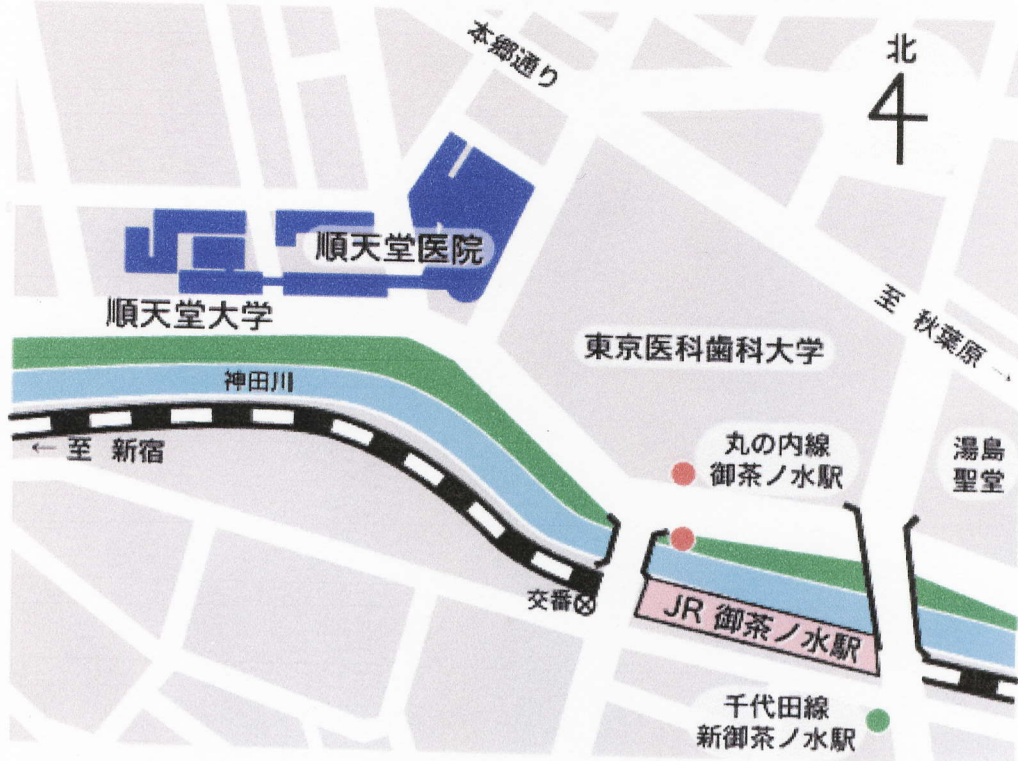 本郷通り
北
順天堂医院
順天堂大学
至 秋葉原 →
東京医科歯科大学
神田川
← 至 新宿
丸の内線
御茶ノ水駅
湯島
聖堂
交番
JR 御茶ノ水駅
千代田線
新御茶ノ水駅